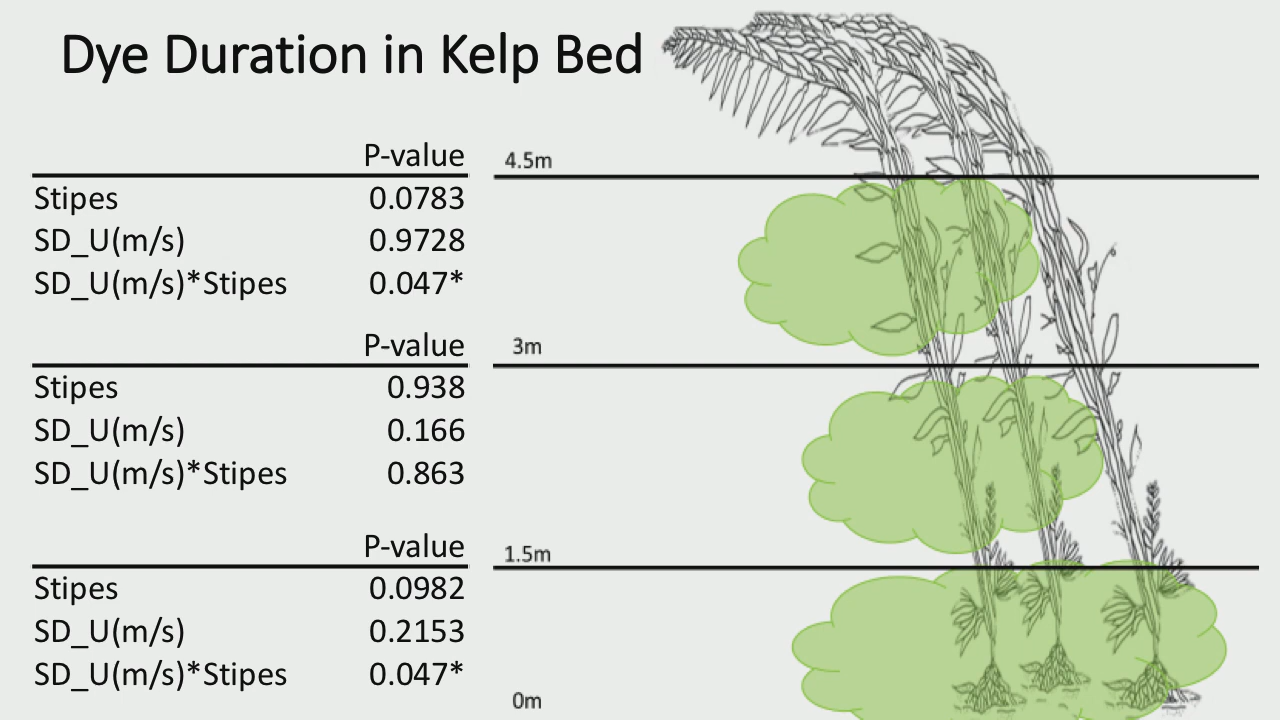 Dye Duration in Kelp Bed
P-value
Stipes 0.0783
SD_U(m/s) 0.9728
SD_U(m/s)*Stipes 0.047*
P-value
Stipes 0.938
SD_U(m/s) 0.166
SD_U(m/s)*Stipes 0.863
P-value
Stipes 0.0982
SD_U(m/s) 0.2153
SD_U(m/s)*Stipes 0.047*
4.5m
3m
1.5m
0m